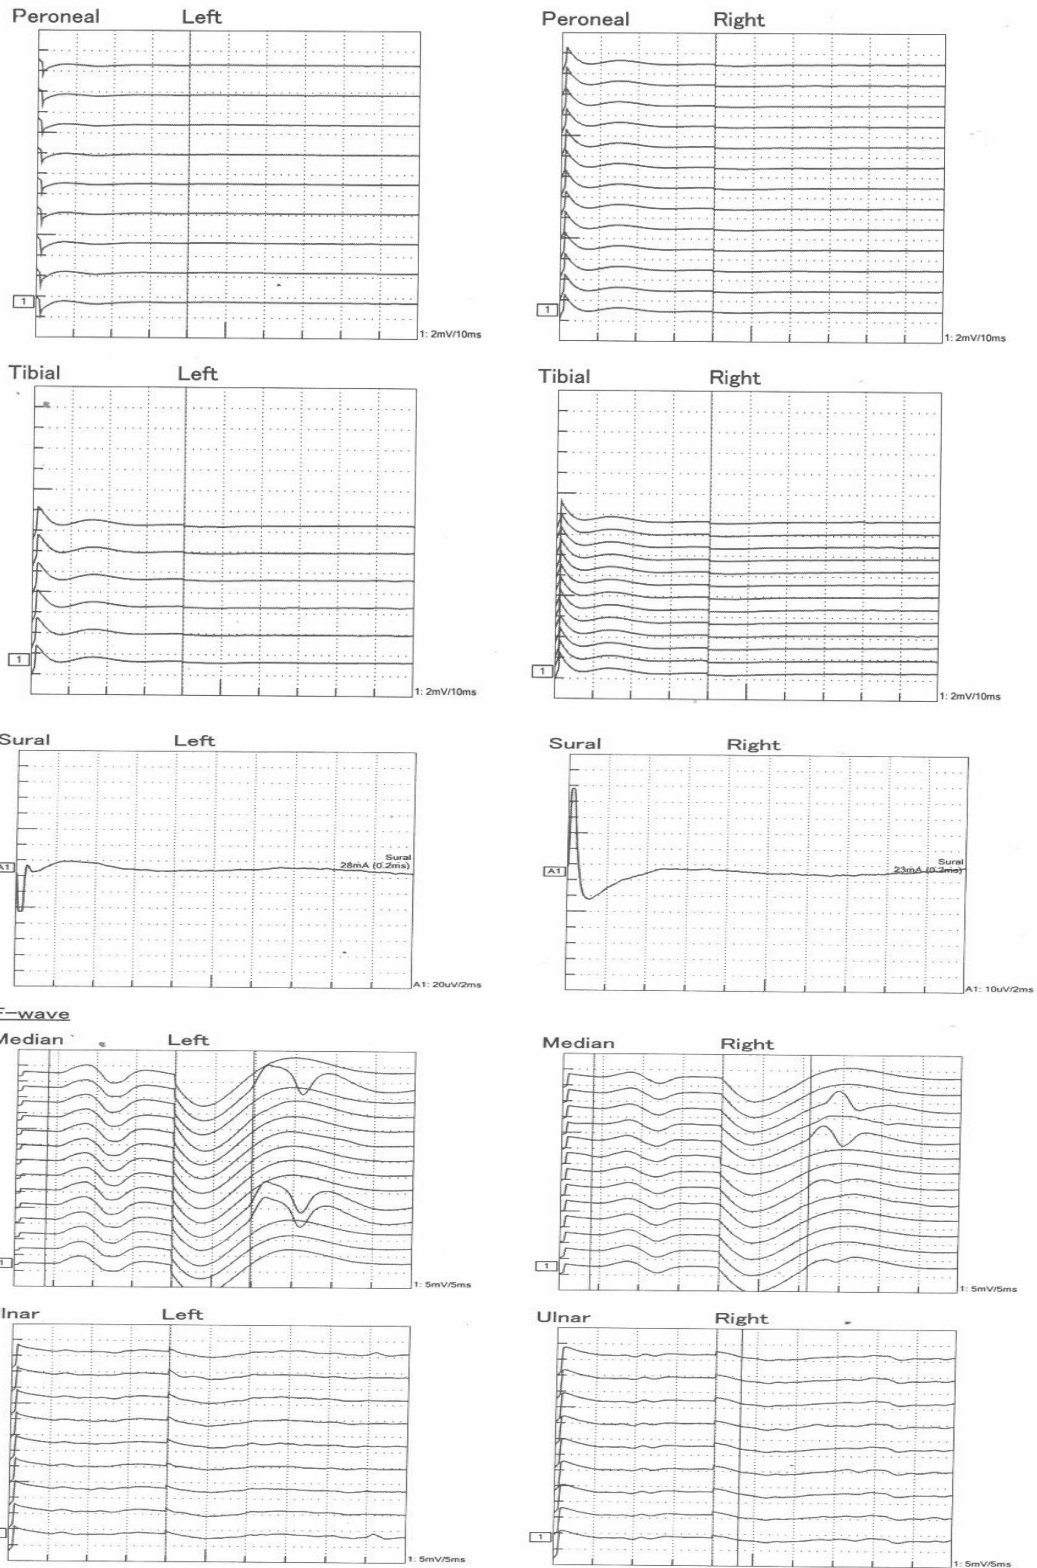 Peroneal Left
Peroneal Right
1
1: 2mV/10ms
1
1: 2mV/10ms
Tibial Left
Tibial Right
1
1: 2mV/10ms
1
1: 2mV/10ms
Sural Left
Sural Right
A1
Sural
28mA (0.2ms)
A1: 20uV/2ms
A1
Sural
23mA (0.2ms)
A1: 10uV/2ms
F-wave
Median Left
Median Right
1
1: 5mV/5ms
1
1: 5mV/5ms
lnar Left
Ulnar Right
1: 5mV/5ms
1
1: 5mV/5ms